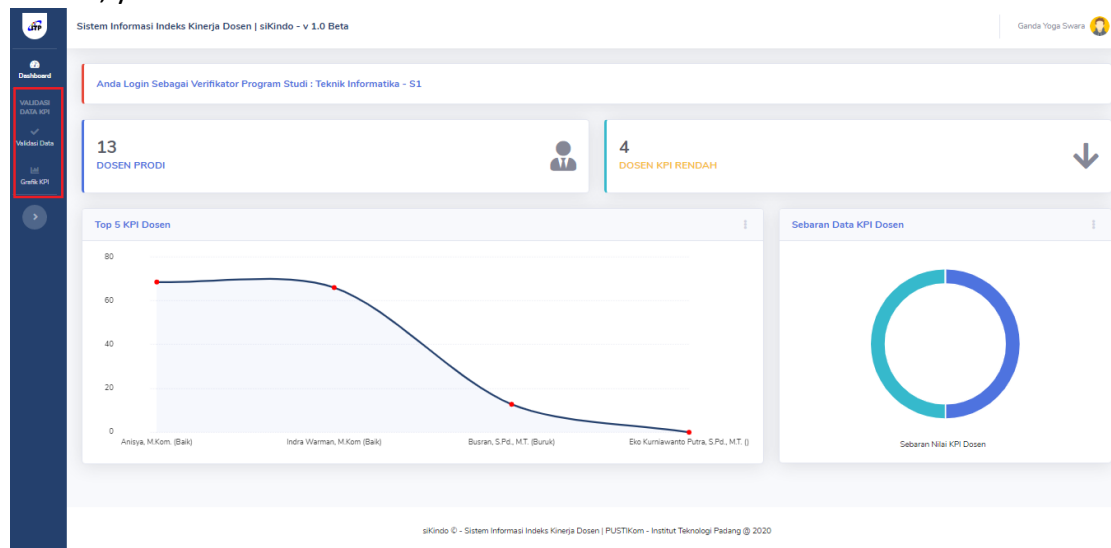 ITP
Sistem Informasi Indeks Kinerja Dosen | siKindo - v 1.0 Beta
Ganda Yoga Swara
Dashboard
VALIDASI
DATA KPI
Validasi Data
Grafik KPI
Anda Login Sebagai Verifikator Program Studi : Teknik Informatika - S1
13
DOSEN PRODI
4
DOSEN KPI RENDAH
Top 5 KPI Dosen
80
60
40
20
0
Anisya, M.Kom. (Baik)
Indra Warman, M.Kom (Baik)
Busran, S.Pd., M.T. (Buruk)
Eko Kurniawanto Putra, S.Pd., M.T. ()
Sebaran Data KPI Dosen
Sebaran Nilai KPI Dosen
siKindo © - Sistem Informasi Indeks Kinerja Dosen | PUSTIKom - Institut Teknologi Padang @ 2020